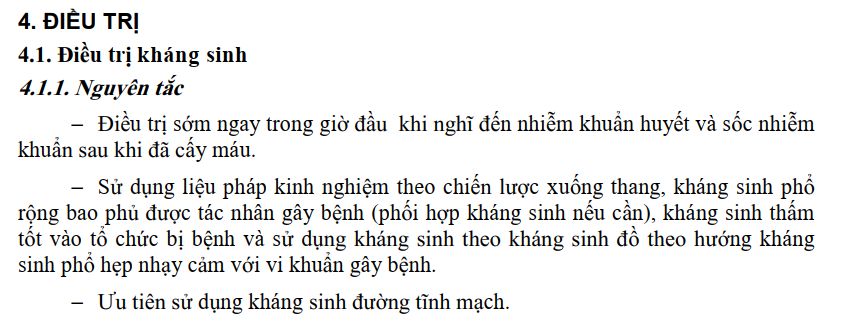 4. ĐIỀU TRỊ
4.1. Điều trị kháng sinh
4.1.1. Nguyên tắc
– Điều trị sớm ngay trong giờ đầu khi nghĩ đến nhiễm khuẩn huyết và sốc nhiễm
khuẩn sau khi đã cấy máu.
– Sử dụng liệu pháp kinh nghiệm theo chiến lược xuống thang, kháng sinh phổ
rộng bao phủ được tác nhân gây bệnh (phối hợp kháng sinh nếu cần), kháng sinh thấm
tốt vào tổ chức bị bệnh và sử dụng kháng sinh theo kháng sinh đồ theo hướng kháng
sinh phổ hẹp nhạy cảm với vi khuẩn gây bệnh.
– Ưu tiên sử dụng kháng sinh đường tĩnh mạch.